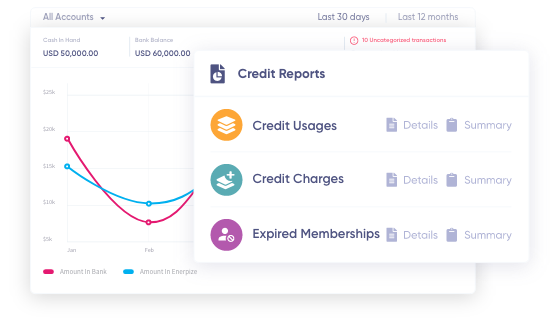 All Accounts
Last 30 days
Last 12 months
Cash In Hand
Bank Balance
USD 50,000.00
USD 60,000.00
10 Uncategorized transactions
Credit Reports
Credit Usages
Details
Summary
Credit Charges
Details
Summary
Expired Memberships
Details
Summary
$25k
$20k
$15k
$10k
$5k
Jan
Feb
Amount In Bank
Amount In Energize